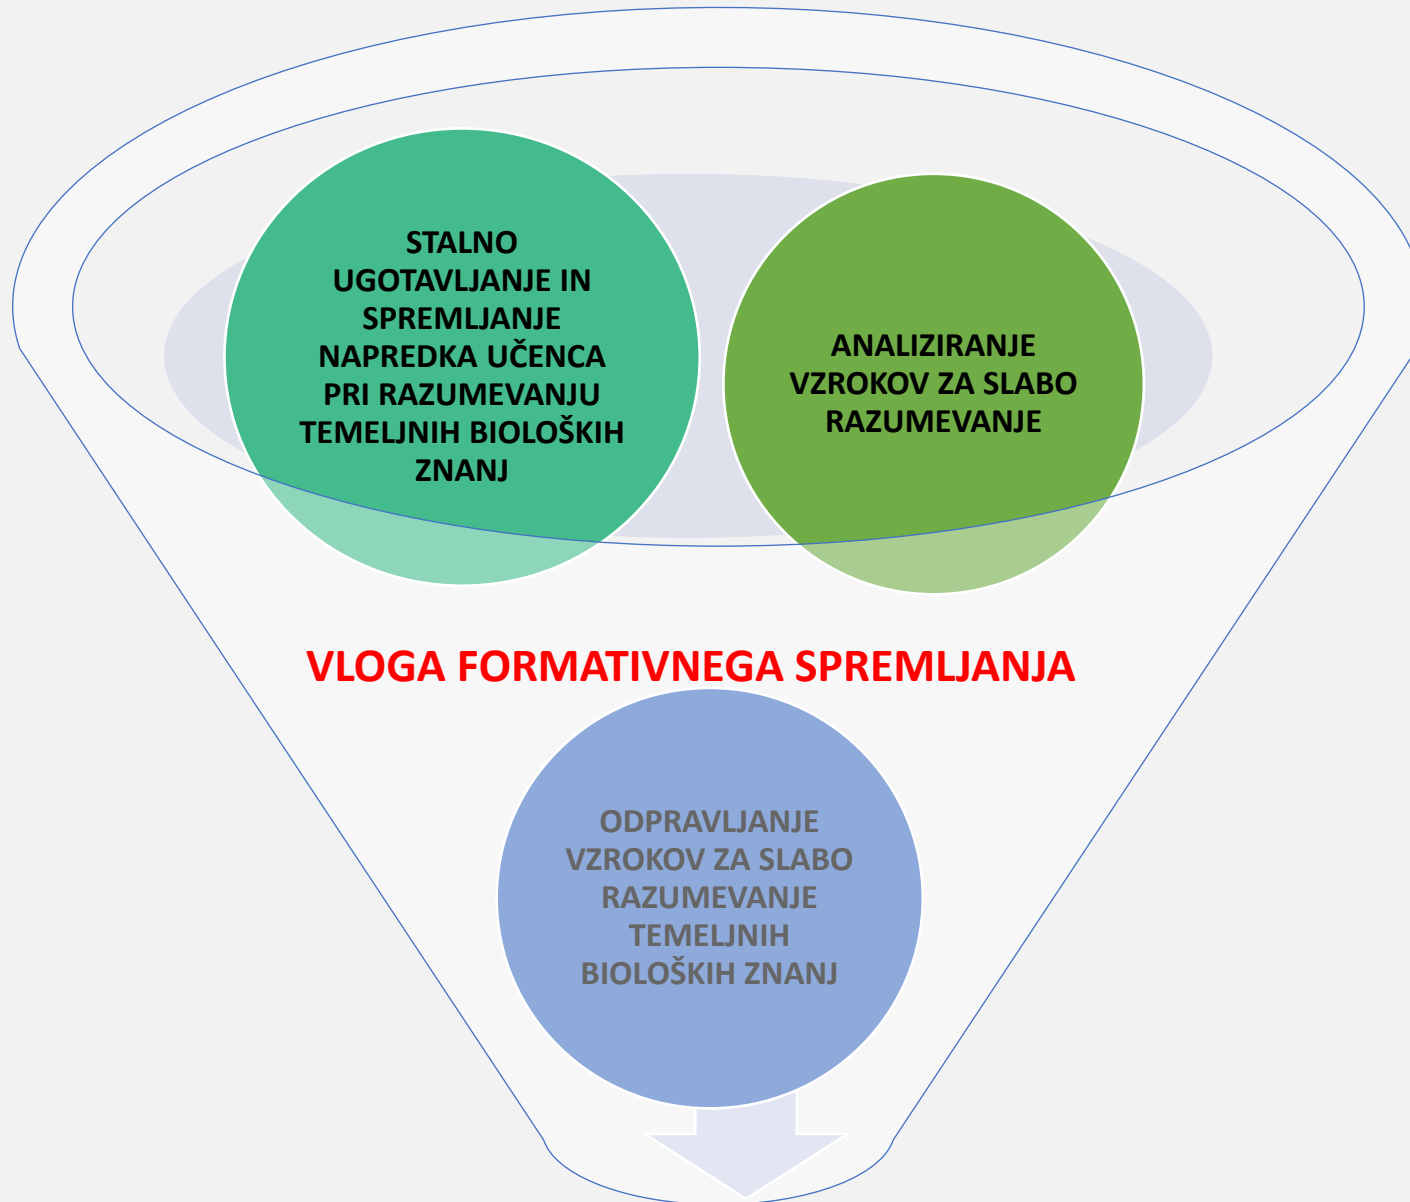 STALNO
UGOTAVLJANJE IN
SPREMLJANJE
NAPREDKA UČENCA
PRI RAZUMEVANJU
TEMELJNIH BIOLOŠKIH
ZNANJ
ANALIZIRANJE
VZROKOV ZA SLABO
RAZUMEVANJE
VLOGA FORMATIVNEGA SPREMLJANJA
ODPRAVLJANJE
VZROKOV ZA SLABO
RAZUMEVANJE
TEMELJNIH
BIOLOŠKIH ZNANJ